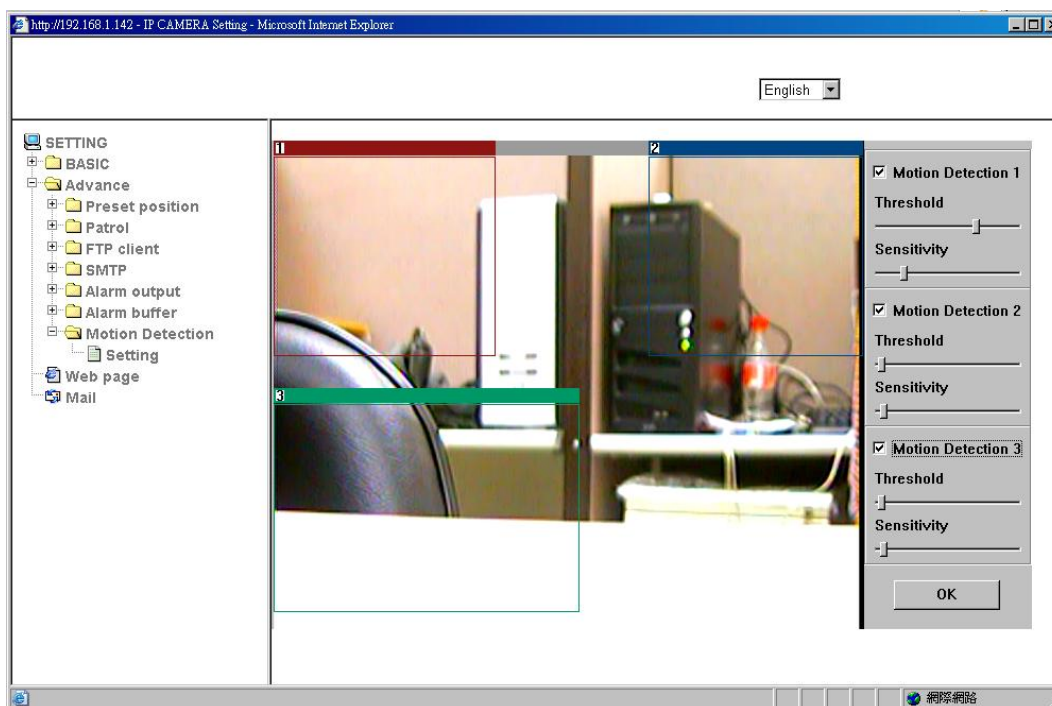 http://192.168.1.142 - IP CAMERA Setting - Microsoft Internet Explorer
English
SETTING
BASIC
Advance
Preset position
Patrol
FTP client
SMTP
Alarm output
Alarm buffer
Motion Detection
Setting
Web page
Mail
1
2
3
Motion Detection 1
Threshold
Sensitivity
Motion Detection 2
Threshold
Sensitivity
Motion Detection 3
Threshold
Sensitivity
OK
網際網路